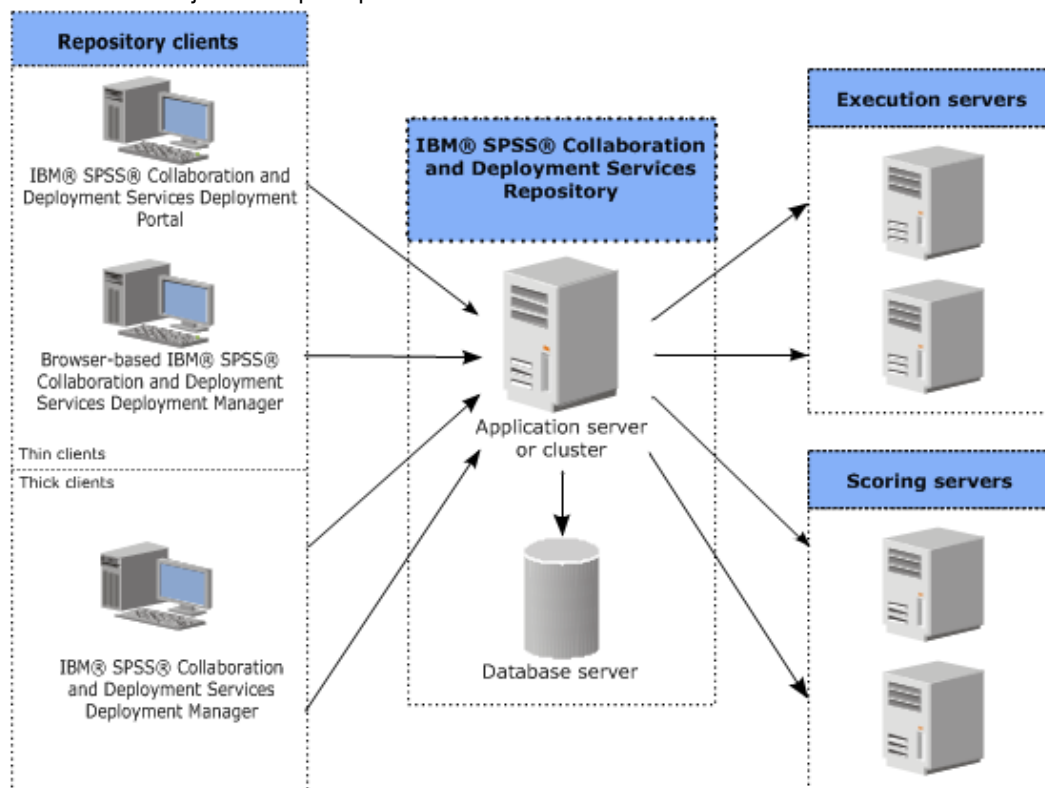 Repository clients
IBM® SPSS® Collaboration and
Deployment Services Deployment
Portal
Browser-based IBM® SPSS®
Collaboration and Deployment
Services Deployment Manager
Thin clients
Thick clients
IBM® SPSS® Collaboration
and Deployment Services
Deployment Manager
IBM® SPSS® Collaboration
and Deployment Services
Repository
Application server
or cluster
Database server
Execution servers
Scoring servers